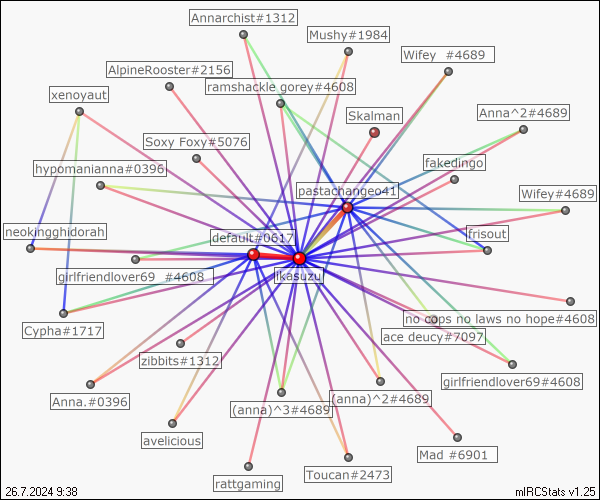 Annarchist#1312
Mushy#1984
Wifey  #4689
AlpineRooster#2156
ramshackle gorey#4608
xenoyaut
Skalman
Anna^2#4689
Soxy Foxy#5076
fakedingo
hypomanianna#0396
pastachangeo41
Wifey#4689
neokingghidorah
default#0617
frisout
girlfriendlover69  #4608
ikasuzu
no cops no laws no hope#4608
Cypha#1717
ace deucy#7097
zibbits#1312
girlfriendlover69#4608
Anna.#0396
(anna)^3#4689
(anna)^2#4689
avelicious
Mad #6901
Toucan#2473
rattgaming
26.7.2024 9:38
mIRCStats v1.25